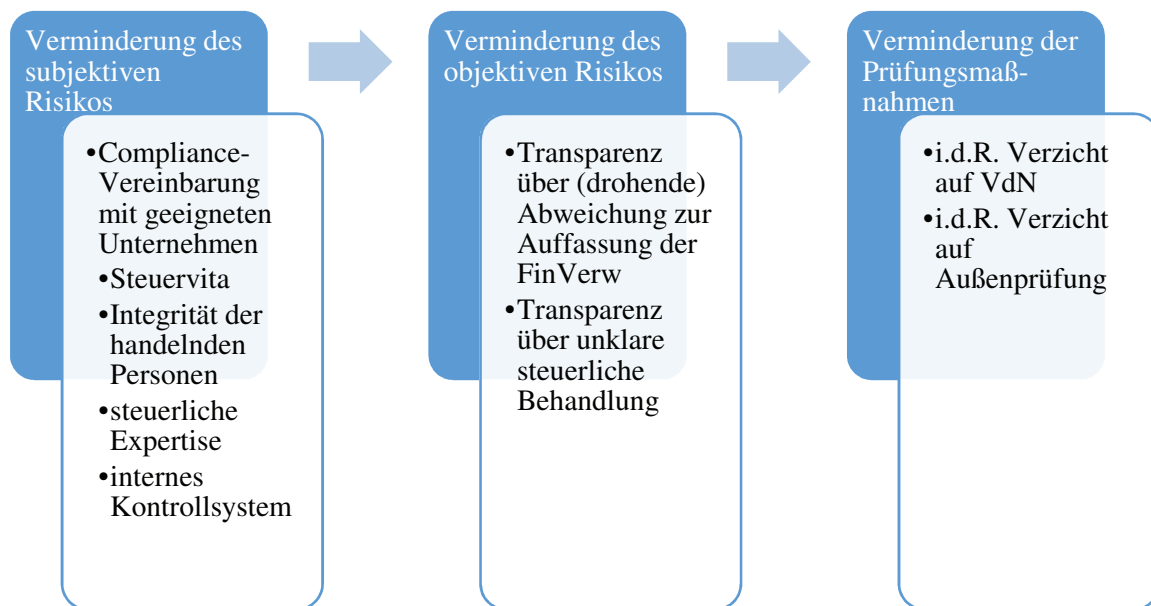 Verminderung des
subjektiven
Risikos
•Compliance-
Vereinbarung
mit geeigneten
Unternehmen
•Steuervita
•Integrität der
handelnden
Personen
•steuerliche
Expertise
•internes
Kontrollsystem
Verminderung des
objektiven Risikos
•Transparenz
über (drohende)
Abweichung zur
Auffassung der
FinVerw
•Transparenz
über unklare
steuerliche
Behandlung
Verminderung der
Prüfungsmaß-
nahmen
•i.d.R. Verzicht
auf VdN
•i.d.R. Verzicht
auf
Außenprüfung